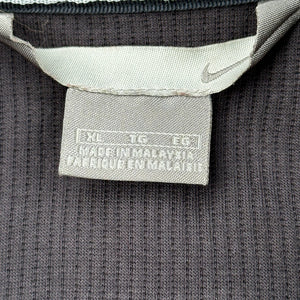 XL TG EG
MADE IN MALAYSIA
FABRIQUE EN MALAISIE